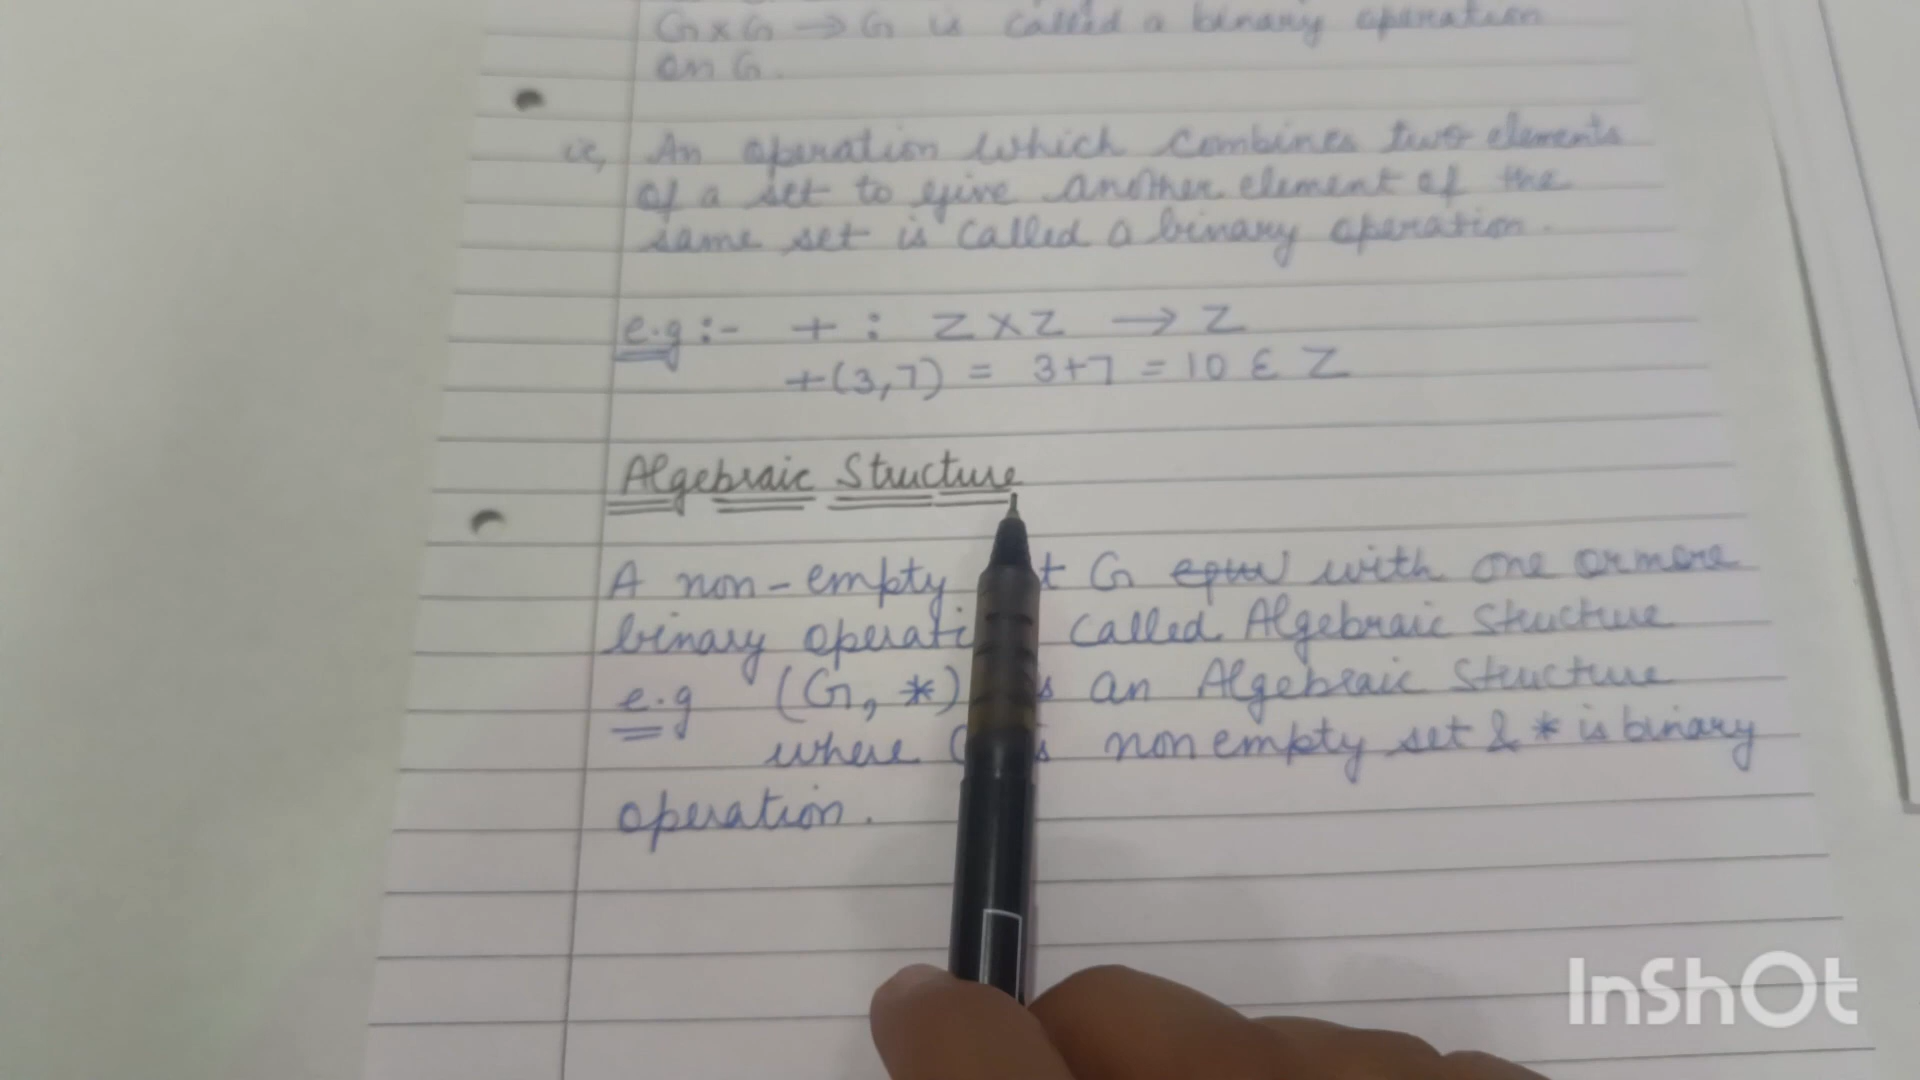 G×G → G is called a binary operation
on G.
ie, An operation which combines two elements
of a set to give another element of the
same set is called a binary operation.
e.g :- + : Z×Z → Z
+(3,7) = 3+7 = 10 ε Z
Algebraic Structure
A non-empty G with one or more
binary called Algebraic Structure
e.g (G, *) an Algebraic Structure
where non empty set & * is binary
operation.
InShOt